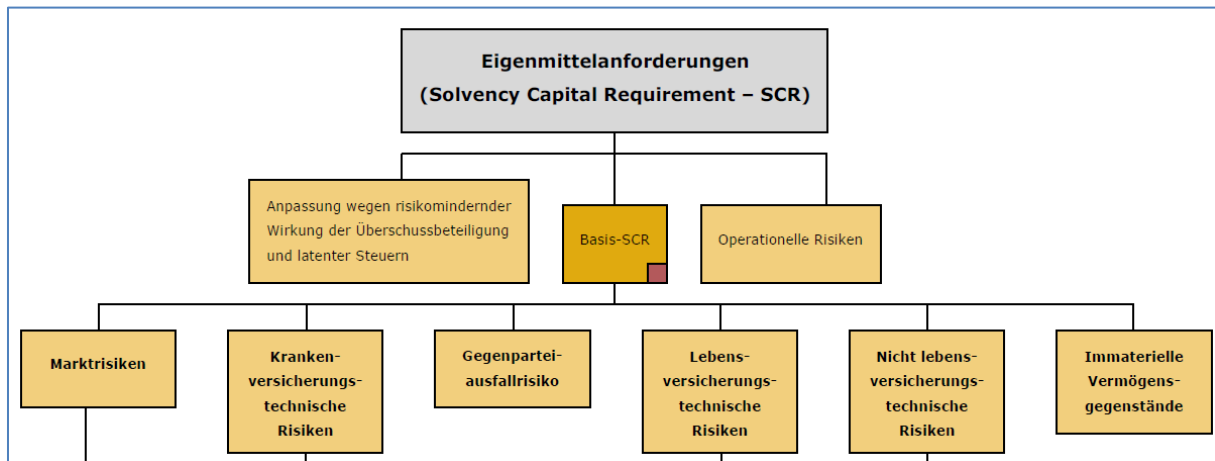 Eigenmittelanforderungen
(Solvency Capital Requirement – SCR)
Anpassung wegen risikomindernder
Wirkung der Überschussbeteiligung
und latenter Steuern
Basis-SCR
Operationelle Risiken
Marktrisiken
Kranken-
versicherungs-
technische
Risiken
Gegenpartei-
ausfallrisiko
Lebens-
versicherungs-
technische
Risiken
Nicht lebens-
versicherungs-
technische
Risiken
Immaterielle
Vermögens-
gegenstände